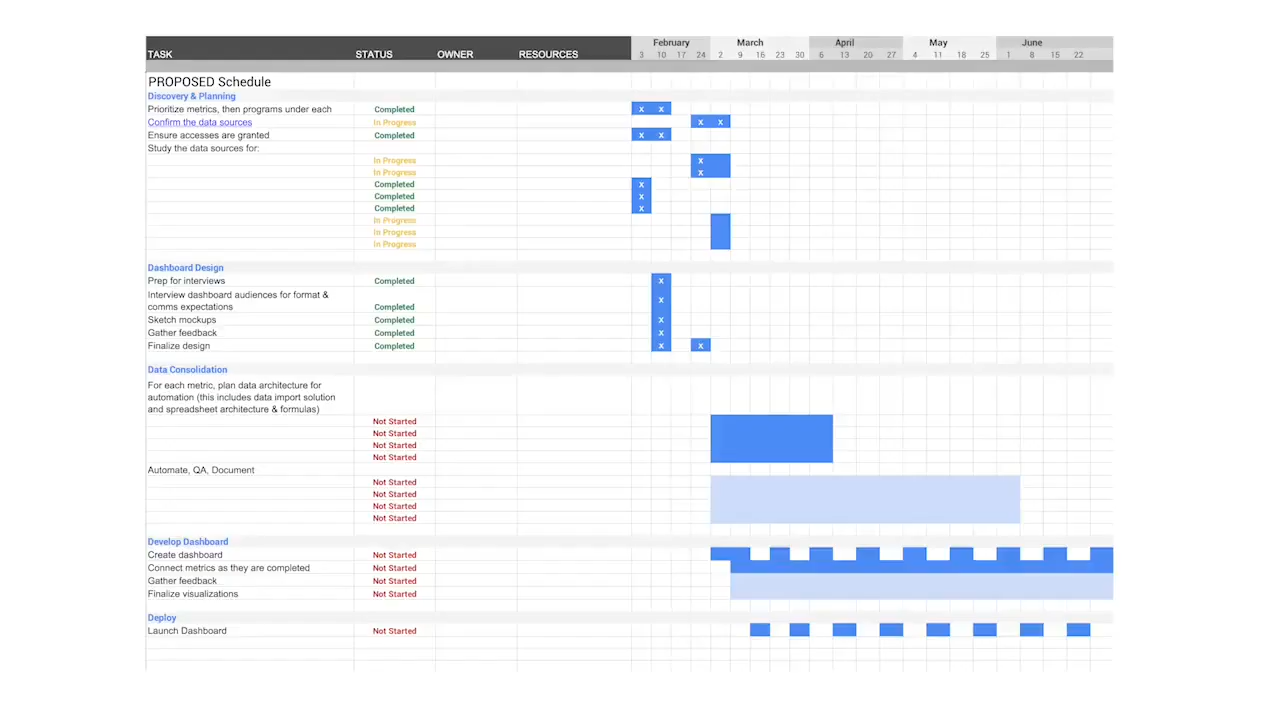 February March April May June
TASK STATUS OWNER RESOURCES 3 10 17 24 2 9 16 23 30 6 13 20 27 4 11 18 25 1 8 15 22
PROPOSED Schedule
Discovery & Planning
Prioritize metrics, then programs under each Completed x x
Confirm the data sources In Progress x x
Ensure accesses are granted Completed x x
Study the data sources for:
In Progress x
In Progress x
Completed x
Completed x
Completed x
In Progress
In Progress
In Progress
Dashboard Design
Prep for interviews Completed x
Interview dashboard audiences for format &
comms expectations Completed x
Sketch mockups Completed x
Gather feedback Completed x
Finalize design Completed x x
Data Consolidation
For each metric, plan data architecture for
automation (this includes data import solution
and spreadsheet architecture & formulas)
Not Started
Not Started
Not Started
Not Started
Automate, QA, Document
Not Started
Not Started
Not Started
Not Started
Develop Dashboard
Create dashboard Not Started
Connect metrics as they are completed Not Started
Gather feedback Not Started
Finalize visualizations Not Started
Deploy
Launch Dashboard Not Started